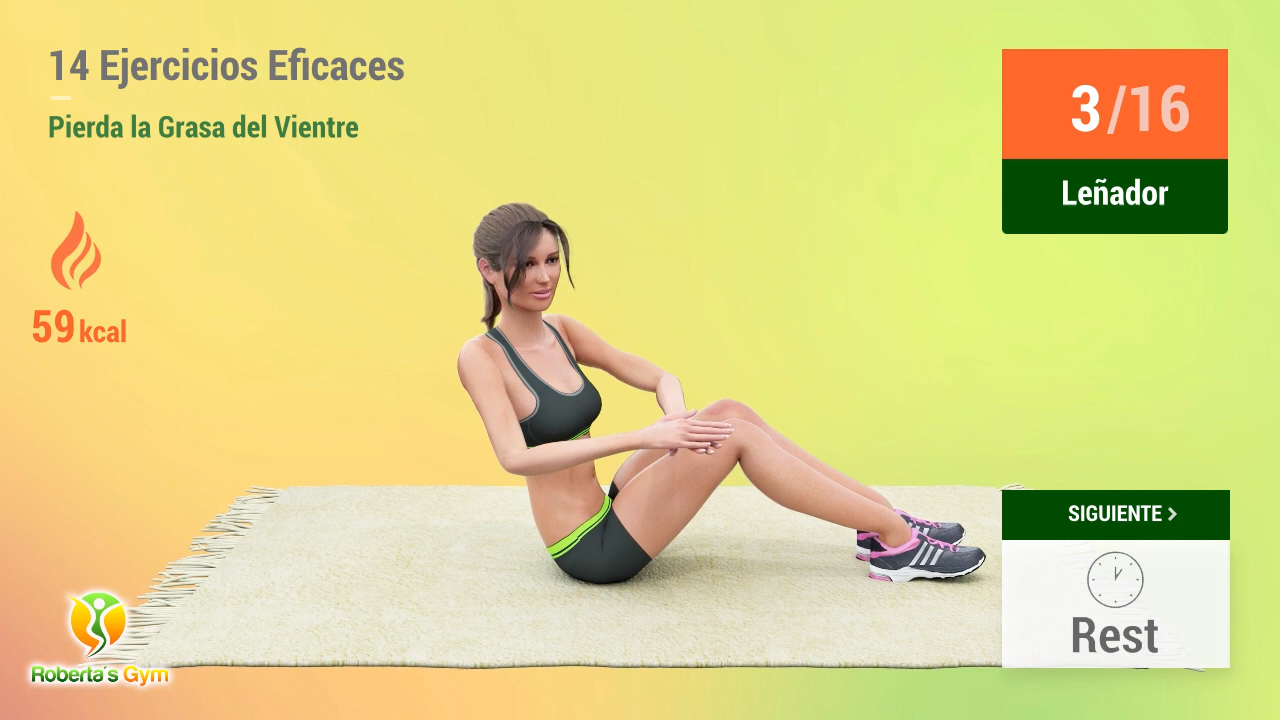 14 Ejercicios Eficaces
Pierda la Grasa del Vientre
3/16
Leñador
59 kcal
SIGUIENTE >
Rest
Roberta´s Gym